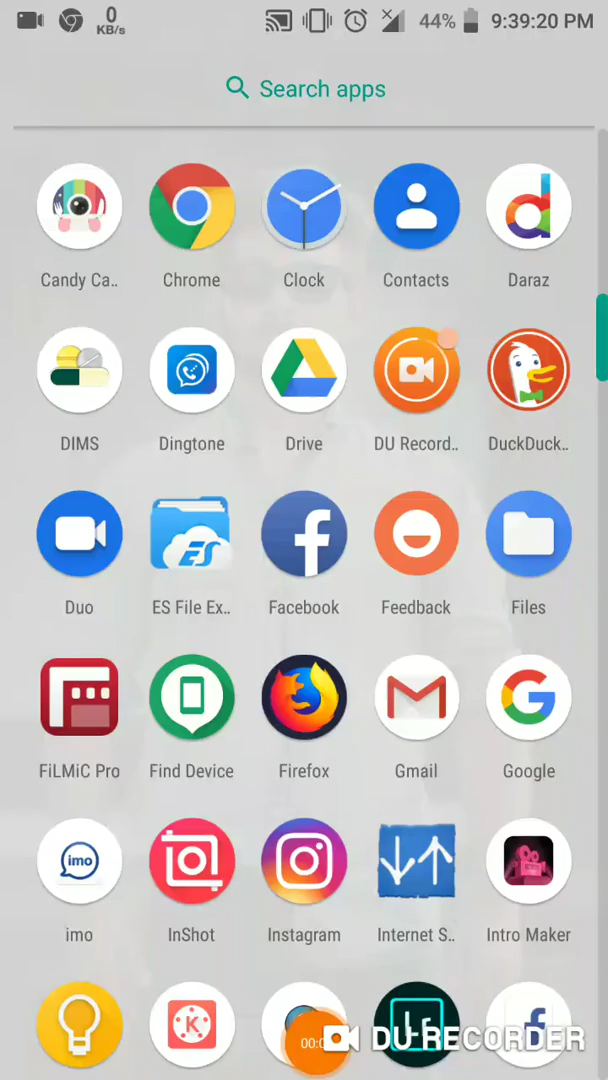 0
KB/s
44%
9:39:20 PM
Search apps
Candy Ca..
Chrome
Clock
Contacts
Daraz
DIMS
Dingtone
Drive
DU Record..
DuckDuck..
Duo
ES File Ex..
Facebook
Feedback
Files
FiLMiC Pro
Find Device
Firefox
Gmail
Google
imo
imo
InShot
Instagram
Internet S..
Intro Maker
DU RECORDER